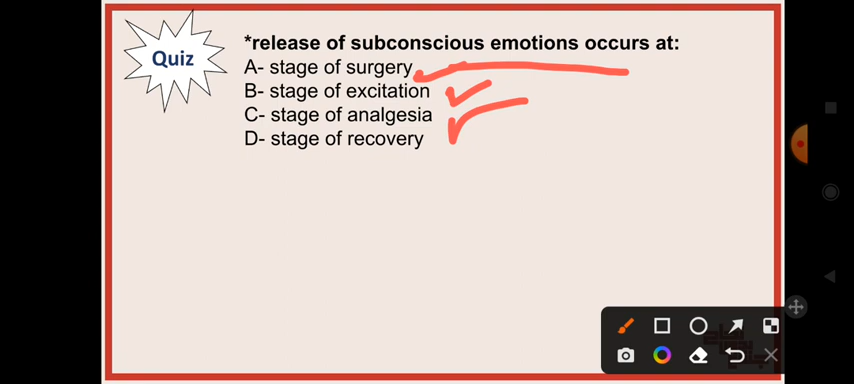 Quiz
*release of subconscious emotions occurs at:
A- stage of surgery
B- stage of excitation
C- stage of analgesia
D- stage of recovery